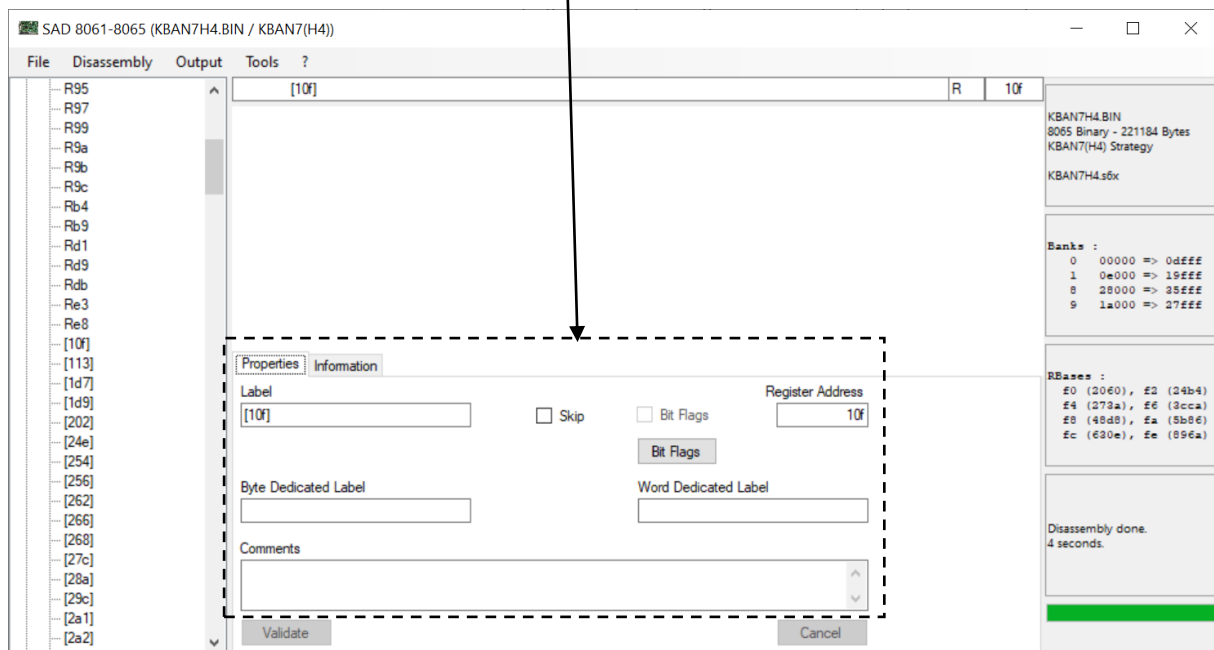 SAD 8061-8065 (KBAN7H4.BIN / KBAN7(H4))
File Disassembly Output Tools ?
R95
R97
R99
R9a
R9b
R9c
Rb4
Rb9
Rd1
Rd9
Rdb
Re3
Re8
[10f]
[113]
[1d7]
[1d9]
[202]
[24e]
[254]
[256]
[262]
[266]
[268]
[27c]
[28a]
[29c]
[2a1]
[2a2]
[10f] R 10f
Properties Information
Label Register Address
[10f] Skip Bit Flags 10f
Bit Flags
Byte Dedicated Label Word Dedicated Label
Comments
Validate Cancel
KBAN7H4.BIN
8065 Binary - 221184 Bytes
KBAN7(H4) Strategy
KBAN7H4.s6x
Banks :
0 00000 => 0dfff
1 0e000 => 19fff
8 28000 => 35fff
9 1a000 => 27fff
RBases :
f0 (2060), f2 (24b4)
f4 (273a), f6 (3cca)
f8 (48d8), fa (5b86)
fc (630e), fe (896a)
Disassembly done.
4 seconds.